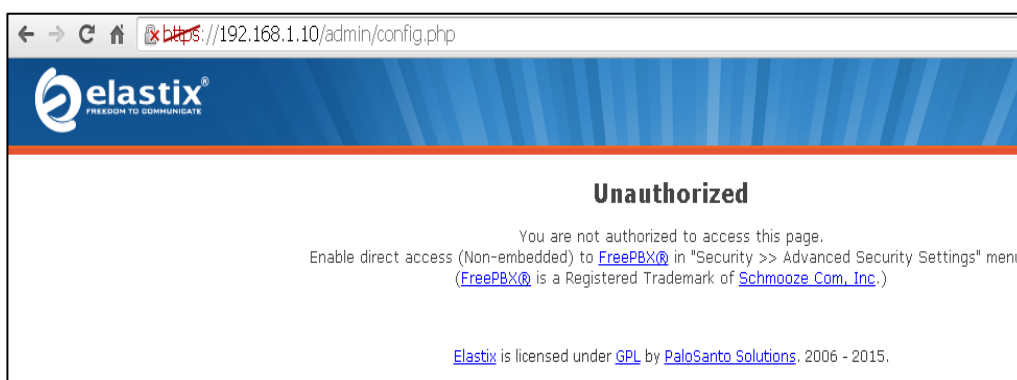 https://192.168.1.10/admin/config.php
elastix®
FREEDOM TO COMMUNICATE
Unauthorized
You are not authorized to access this page.
Enable direct access (Non-embedded) to FreePBX® in "Security >> Advanced Security Settings" menu
(FreePBX® is a Registered Trademark of Schmooze Com, Inc.)
Elastix is licensed under GPL by PaloSanto Solutions. 2006 - 2015.